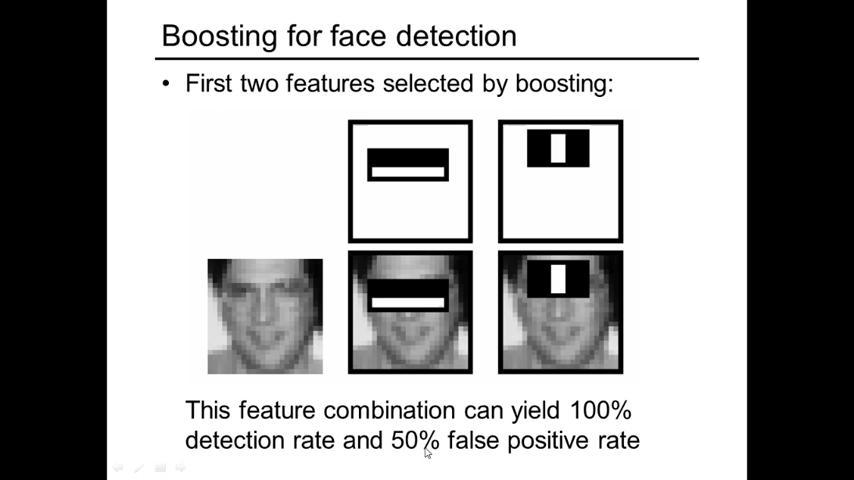 Boosting for face detection
• First two features selected by boosting:
This feature combination can yield 100%
detection rate and 50% false positive rate